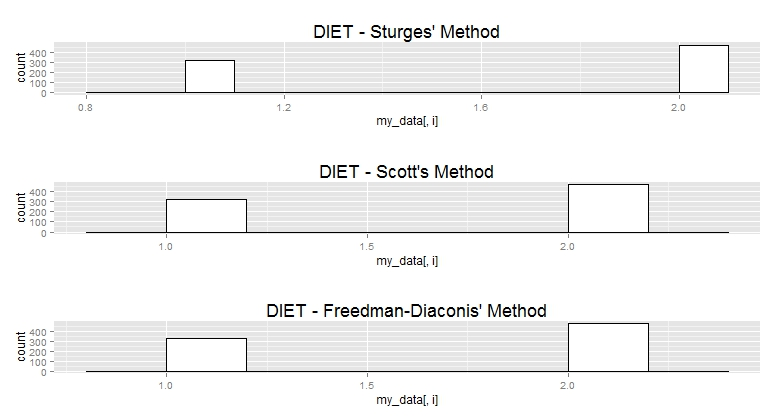 DIET - Sturges' Method
count
400
300
200
100
0
0.8 1.2 1.6 2.0
my_data[, i]
DIET - Scott's Method
count
400
300
200
100
0
1.0 1.5 2.0
my_data[, i]
DIET - Freedman-Diaconis' Method
count
400
300
200
100
0
1.0 1.5 2.0
my_data[, i]